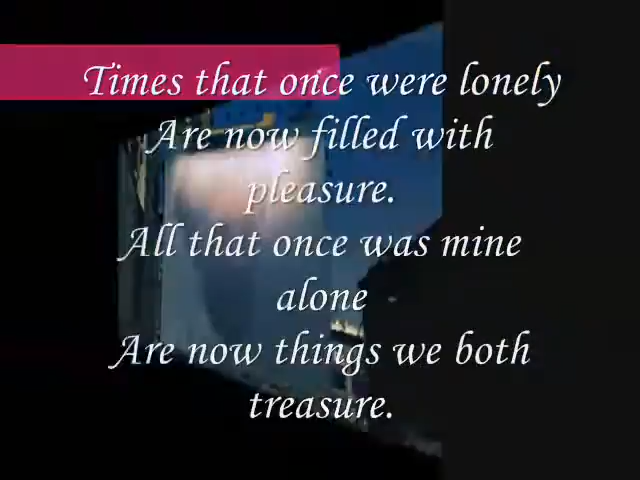 Times that once were lonely
Are now filled with
pleasure.
All that once was mine
alone
Are now things we both
treasure.